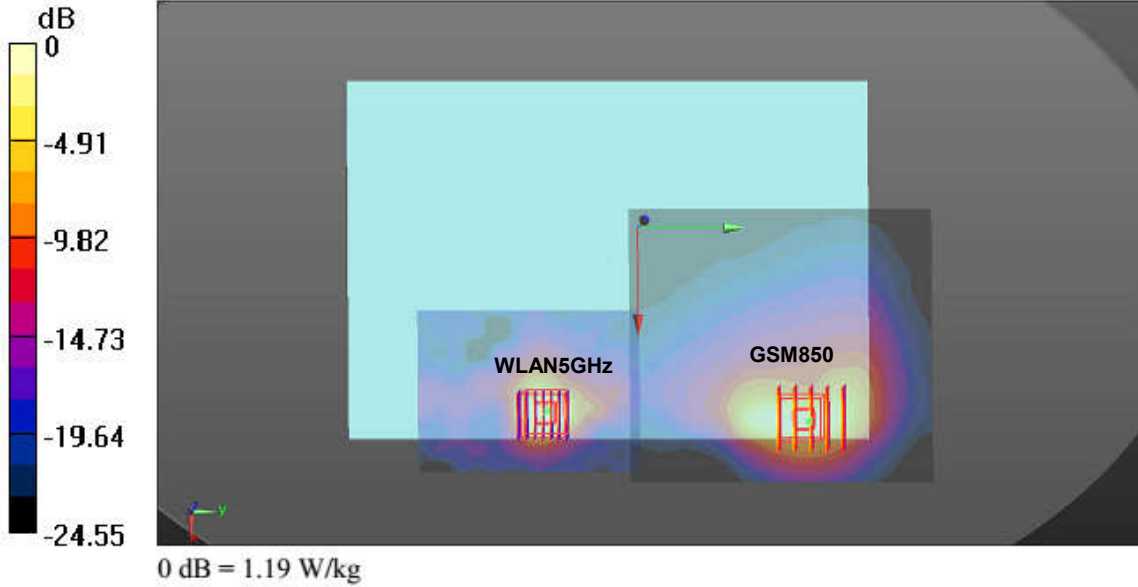 dB
0
-4.91
-9.82
-14.73
-19.64
-24.55
WLAN5GHz
GSM850
y
0 dB = 1.19 W/kg